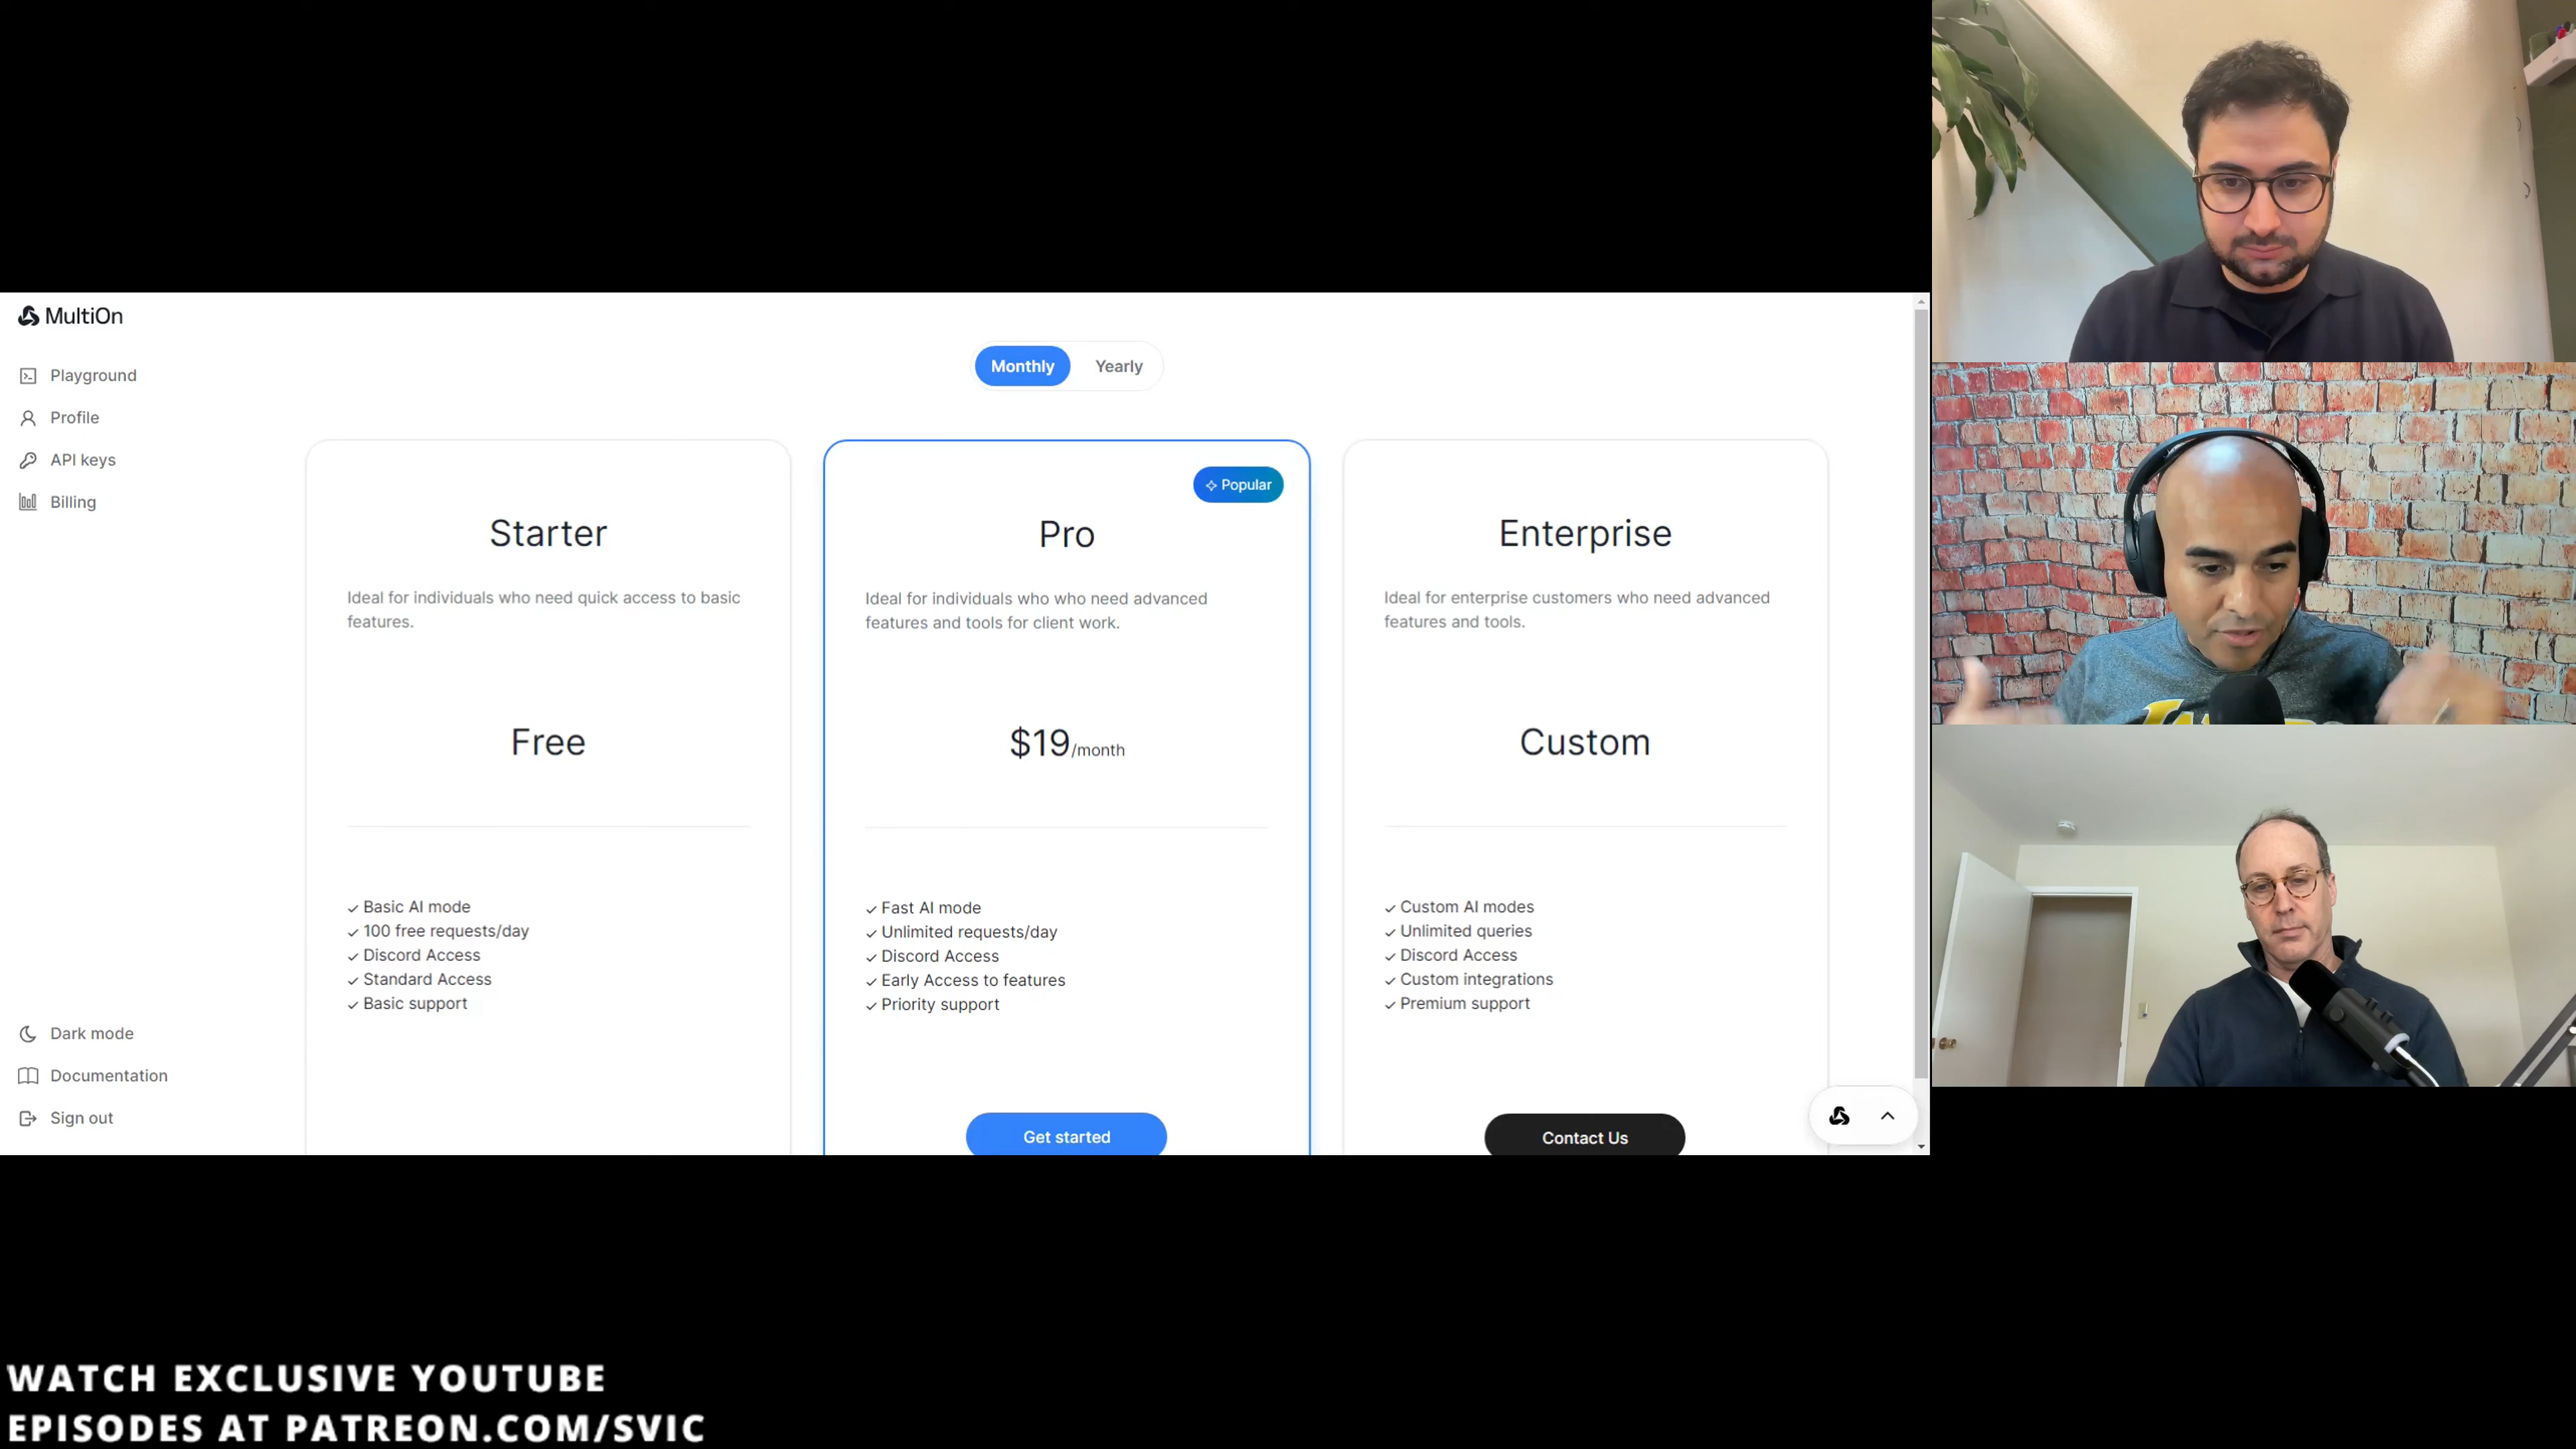 MultiOn
Playground
Profile
API keys
Billing
Dark mode
Documentation
Sign out
Monthly
Yearly
Starter
Ideal for individuals who need quick access to basic
features.
Free
Basic AI mode
100 free requests/day
Discord Access
Standard Access
Basic support
Popular
Pro
Ideal for individuals who who need advanced
features and tools for client work.
$19/month
Fast AI mode
Unlimited requests/day
Discord Access
Early Access to features
Priority support
Get started
Enterprise
Ideal for enterprise customers who need advanced
features and tools.
Custom
Custom AI modes
Unlimited queries
Discord Access
Custom integrations
Premium support
Contact Us
WATCH EXCLUSIVE YOUTUBE
EPISODES AT PATREON.COM/SVIC